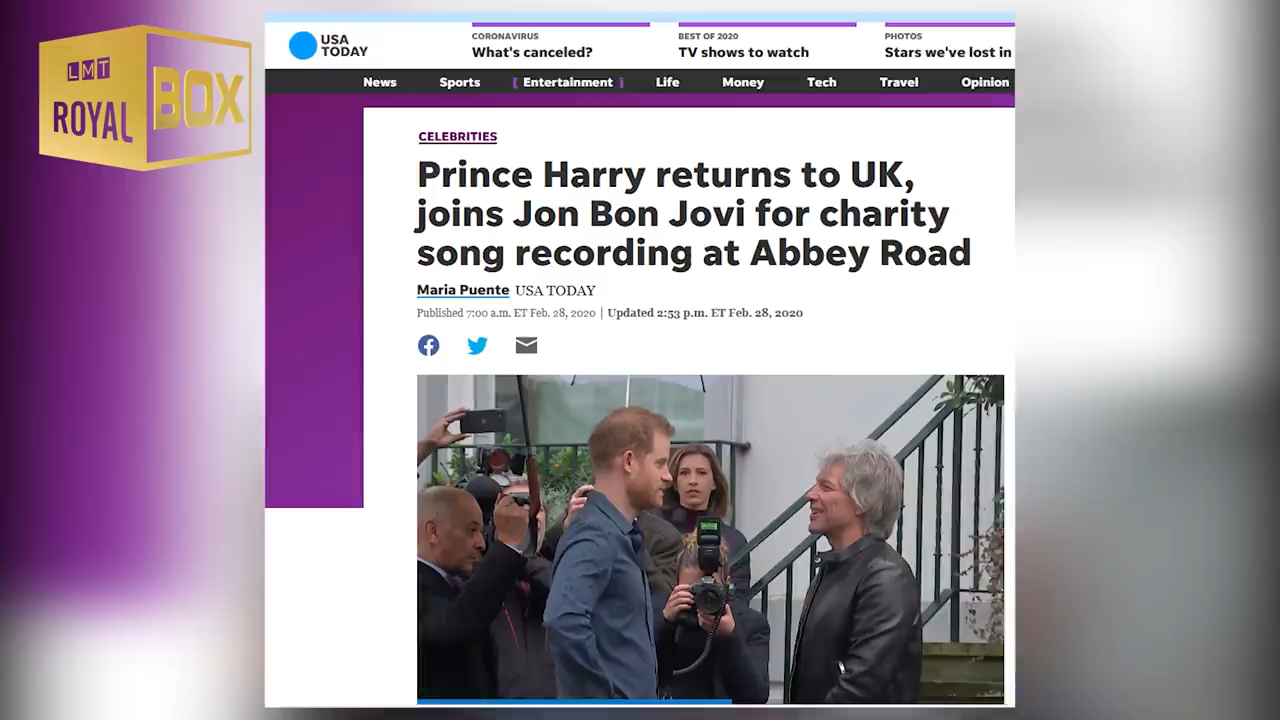 LMT
ROYAL
BOX
USA
TODAY
CORONAVIRUS
What's canceled?
BEST OF 2020
TV shows to watch
PHOTOS
Stars we've lost in
News Sports Entertainment Life Money Tech Travel Opinion
CELEBRITIES
Prince Harry returns to UK,
joins Jon Bon Jovi for charity
song recording at Abbey Road
Maria Puente USA TODAY
Published 7:00 a.m. ET Feb. 28, 2020 | Updated 2:53 p.m. ET Feb. 28, 2020